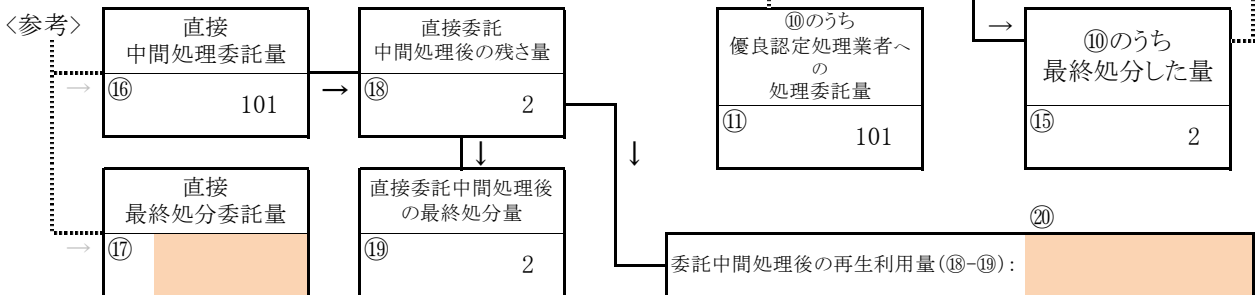 〈参考〉
直接
中間処理委託量
⑯
101
→
→
直接委託
中間処理後の残さ量
⑱
2
⑩のうち
優良認定処理業者へ
の
処理委託量
⑪
101
→
⑩のうち
最終処分した量
⑮
2
↓
↓
直接
最終処分委託量
→
⑰
直接委託中間処理後
の最終処分量
⑲
2
⑳
委託中間処理後の再生利用量(⑱-⑲):